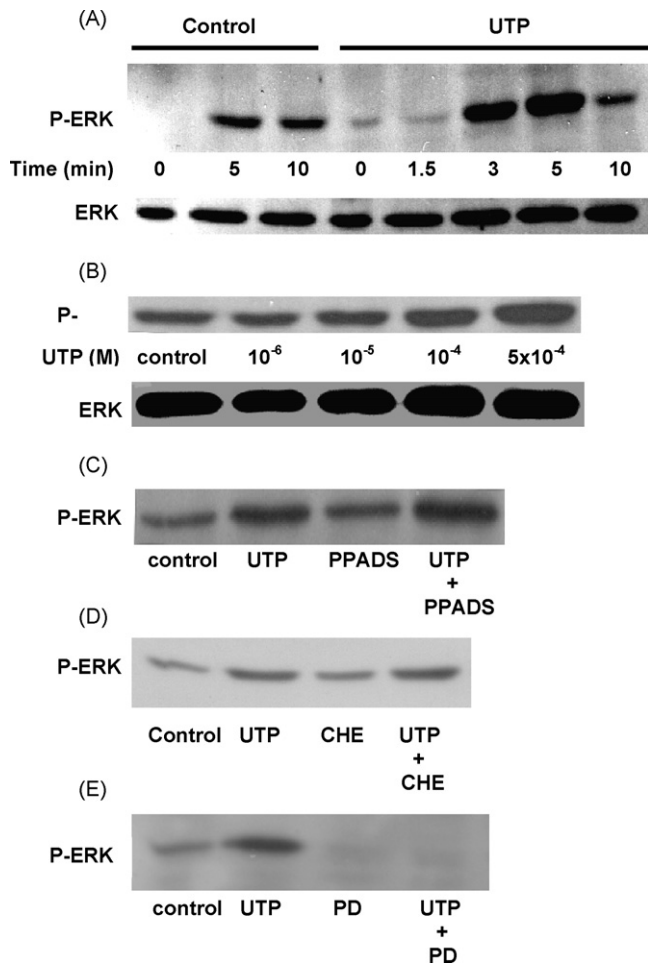 (A)
Control UTP
P-ERK
Time (min) 0 5 10 0 1.5 3 5 10
ERK
(B)
P-
UTP (M) control 10⁻⁶ 10⁻⁵ 10⁻⁴ 5x10⁻⁴
ERK
(C)
P-ERK
control UTP PPADS UTP
+
PPADS
(D)
P-ERK
Control UTP CHE UTP
+
CHE
(E)
P-ERK
control UTP PD UTP
+
PD